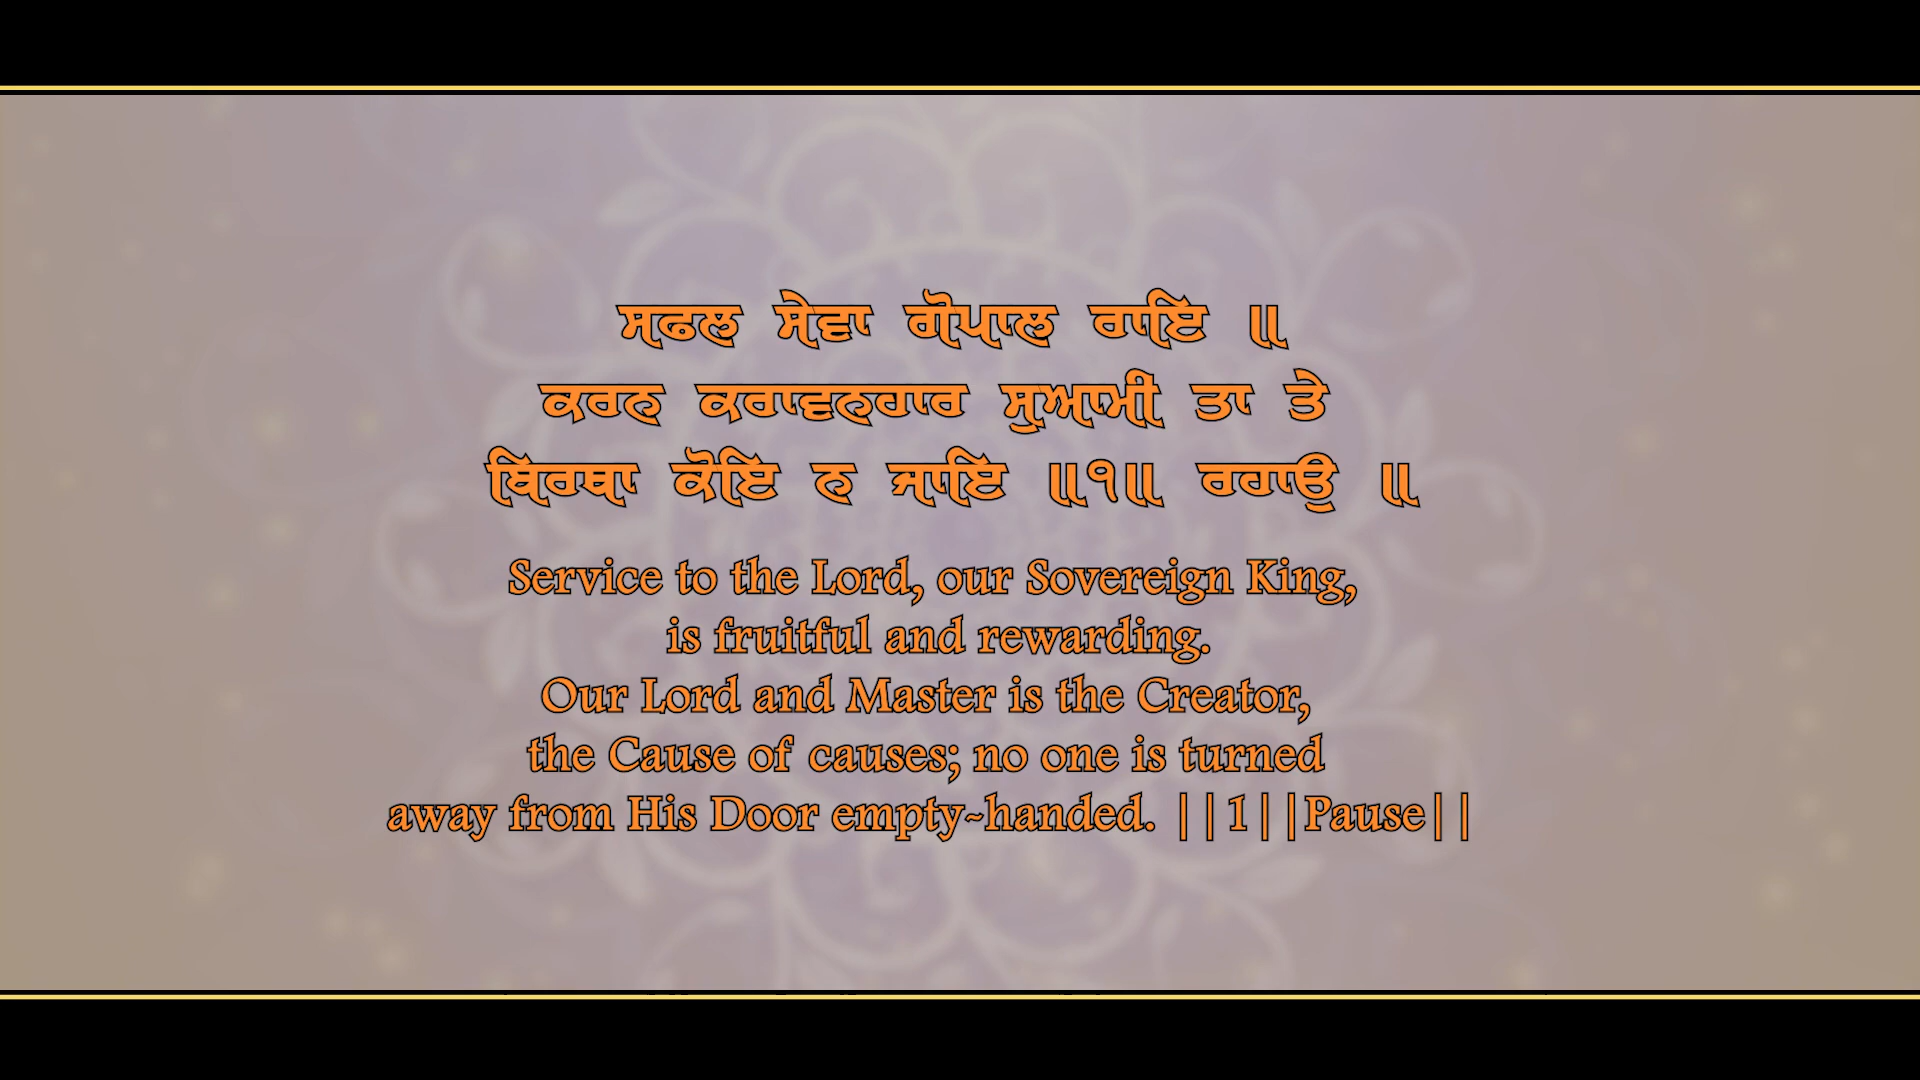 ਸਫਲ ਸੇਵਾ ਗੋਪਾਲ ਰਾਇ ॥
ਕਰਨ ਕਰਾਵਨਹਾਰ ਸੁਆਮੀ ਤਾ ਤੇ
ਬਿਰਥਾ ਕੋਇ ਨ ਜਾਇ ॥੧॥ ਰਹਾਉ ॥
Service to the Lord, our Sovereign King,
is fruitful and rewarding.
Our Lord and Master is the Creator,
the Cause of causes; no one is turned
away from His Door empty-handed. ||1||Pause||